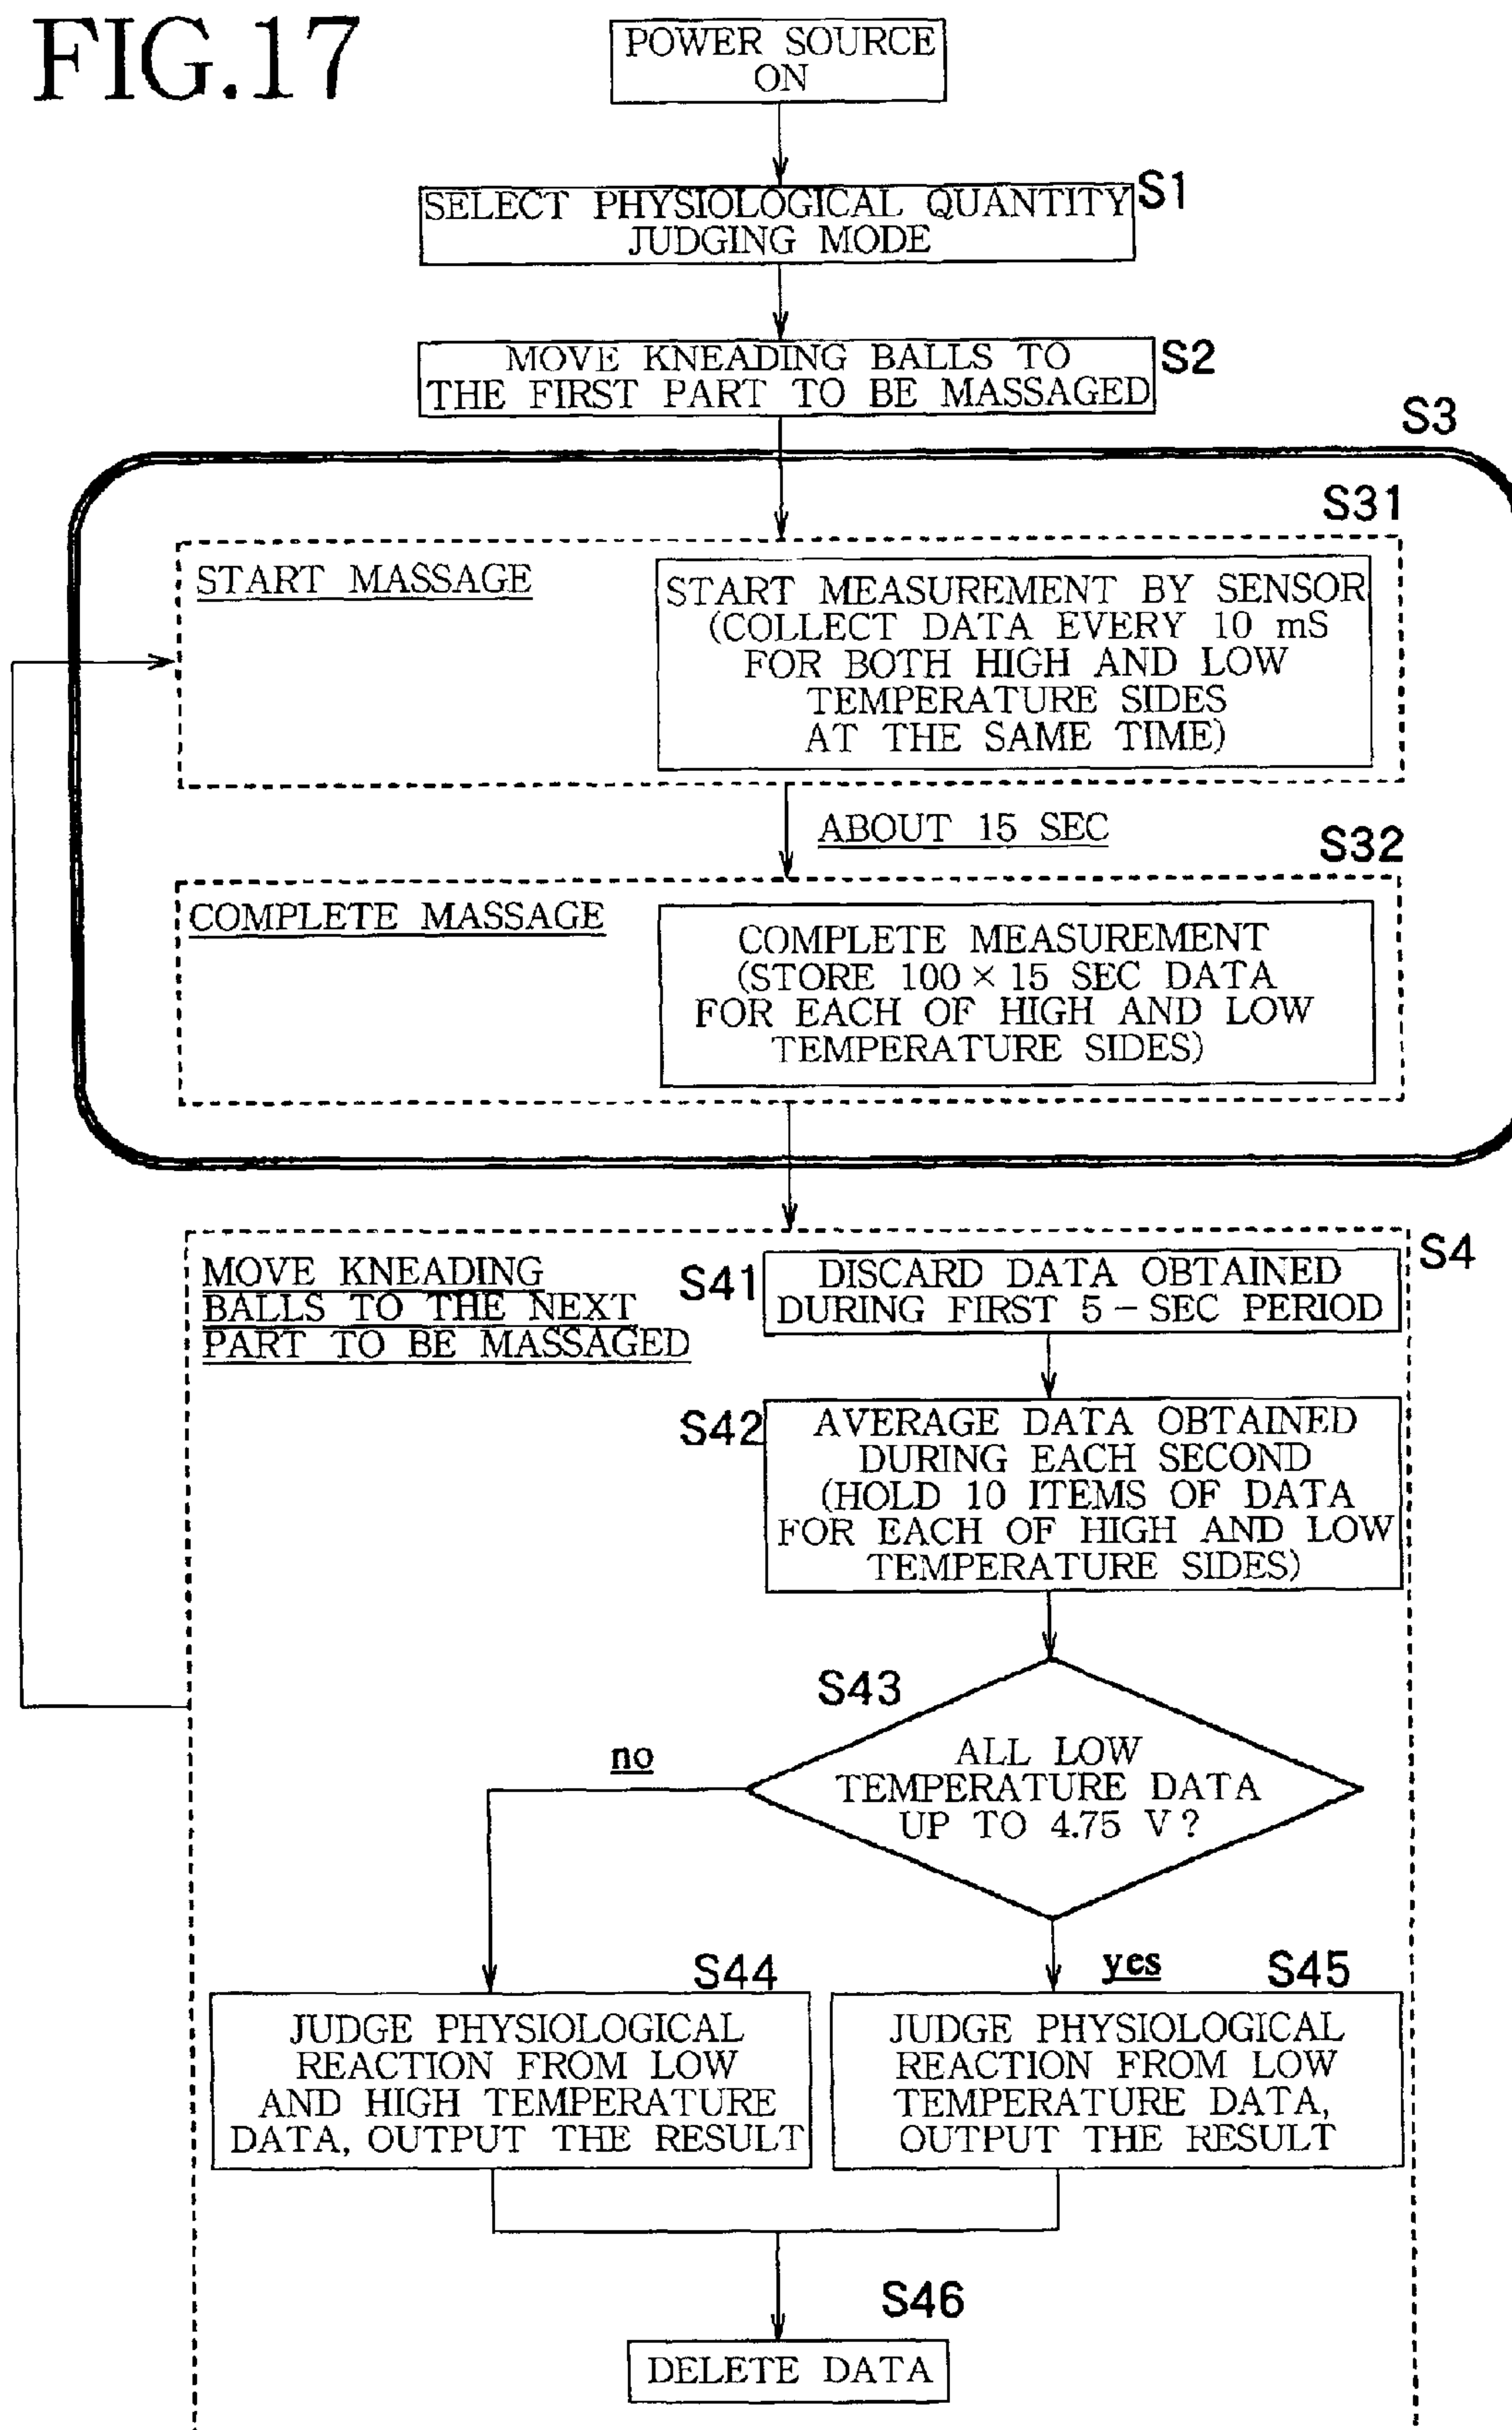 FIG.17
POWER SOURCE
ON
S1
SELECT PHYSIOLOGICAL QUANTITY
JUDGING MODE
S2
MOVE KNEADING BALLS TO
THE FIRST PART TO BE MASSAGED
S3
S31
START MASSAGE
START MEASUREMENT BY SENSOR
(COLLECT DATA EVERY 10 mS
FOR BOTH HIGH AND LOW
TEMPERATURE SIDES
AT THE SAME TIME)
ABOUT 15 SEC
S32
COMPLETE MASSAGE
COMPLETE MEASUREMENT
(STORE 100 × 15 SEC DATA
FOR EACH OF HIGH AND LOW
TEMPERATURE SIDES)
S4
MOVE KNEADING
BALLS TO THE NEXT
PART TO BE MASSAGED
S41
DISCARD DATA OBTAINED
DURING FIRST 5 – SEC PERIOD
S42
AVERAGE DATA OBTAINED
DURING EACH SECOND
(HOLD 10 ITEMS OF DATA
FOR EACH OF HIGH AND LOW
TEMPERATURE SIDES)
S43
ALL LOW
TEMPERATURE DATA
UP TO 4.75 V ?
no
yes
S44
JUDGE PHYSIOLOGICAL
REACTION FROM LOW
AND HIGH TEMPERATURE
DATA, OUTPUT THE RESULT
S45
JUDGE PHYSIOLOGICAL
REACTION FROM LOW
TEMPERATURE DATA,
OUTPUT THE RESULT
S46
DELETE DATA